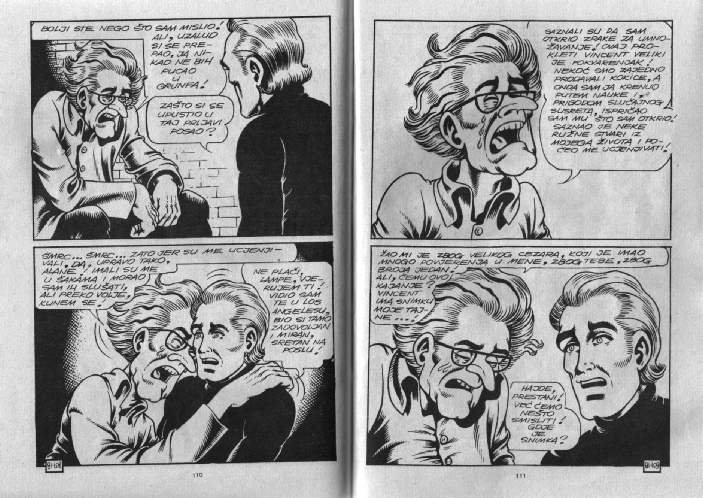 BOLJI STE NEGO ŠTO SAM MISLIO!
ALI, UZALUD
SI SE PRE-
PAO, JA NI-
KAD NE BIH
PUCAO
U
GRUNFA!
ZAŠTO SI SE
UPUSTIO U
TAJ PRLJAVI
POSAO?
ŠMRC... ŠMRC... ZATO JER SU ME UCJENJI-
VALI, DA, UPRAVO TAKO,
ALANE! IMALI SU ME
U ŠAKAMA I MORAO
SAM IH SLUŠATI,
ALI PREKO VOLJE,
KUNEM SE!
NE PLAČI,
LAMPE, VJE-
RUJEM TI!
VIDIO SAM
TE U LOS
ANGELESU,
BIO SI TAMO
ZADOVOLJAN
I MIRAN,
SRETAN NA
POSLU!
110
SAZNALI SU DA SAM
OTKRIO ZRAKE ZA UMNO-
ŽAVANJE! OVAJ PRO-
KLETI VINCENT VELIKI
JE POKVARENJAK!
NEKOĆ SMO ZAJEDNO
PRODAVALI KOKICE, A
ONDA SAM JA KRENUO
PUTEM NAUKE I,
PRIGODOM SLUČAJNOG
SUSRETA, ISPRIČAO
SAM MU ŠTO SAM OTKRIO!
SAZNAO JE NEKE
RUŽNE STVARI IZ
MOJEGA ŽIVOTA I PO-
ČEO ME UCJENJIVATI!
ŽAO MI JE ZBOG VELIKOG CEZARA, KOJI JE IMAO
MNOGO POVJERENJA U MENE, ZBOG TEBE, ZBOG
BROJA JEDAN!
ALI, ČEMU OVO
KAJANJE?
VINCENT
IMA SNIMKU
MOJE TAJ-
NE...!
HAJDE,
PRESTANI!
VEĆ ĆEMO
NEŠTO
SMISLITI!
GDJE
JE
SNIMKA?
111